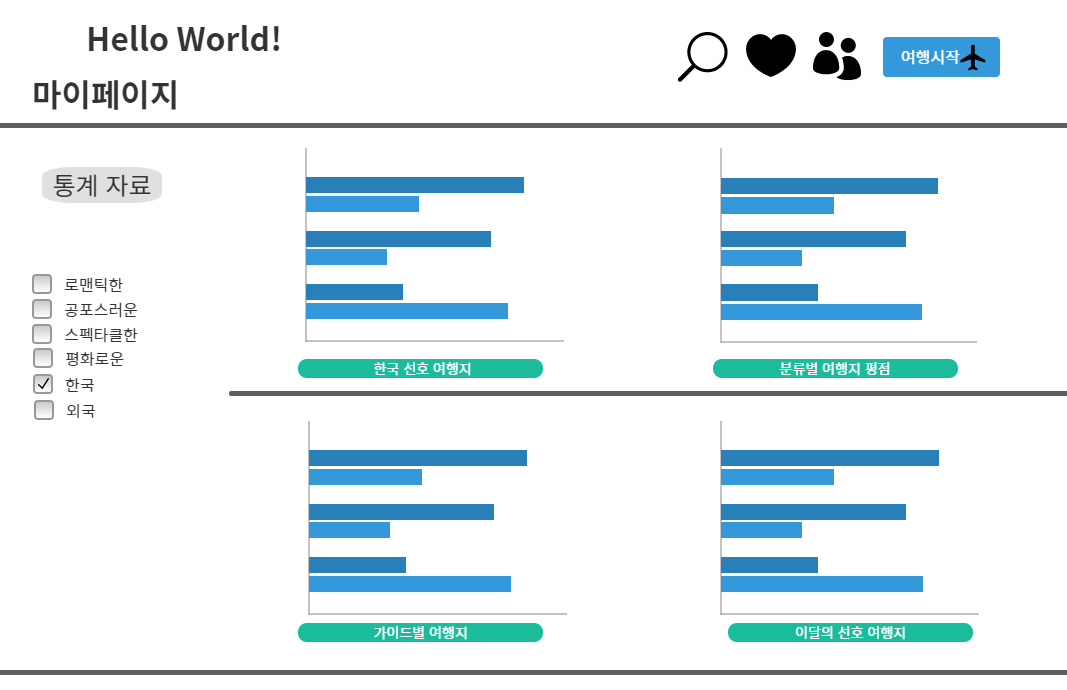 Hello World!
여행시작
마이페이지
통계 자료
로맨틱한
공포스러운
스펙타클한
평화로운
한국
외국
한국 선호 여행지
분류별 여행지 평점
가이드별 여행지
이달의 선호 여행지